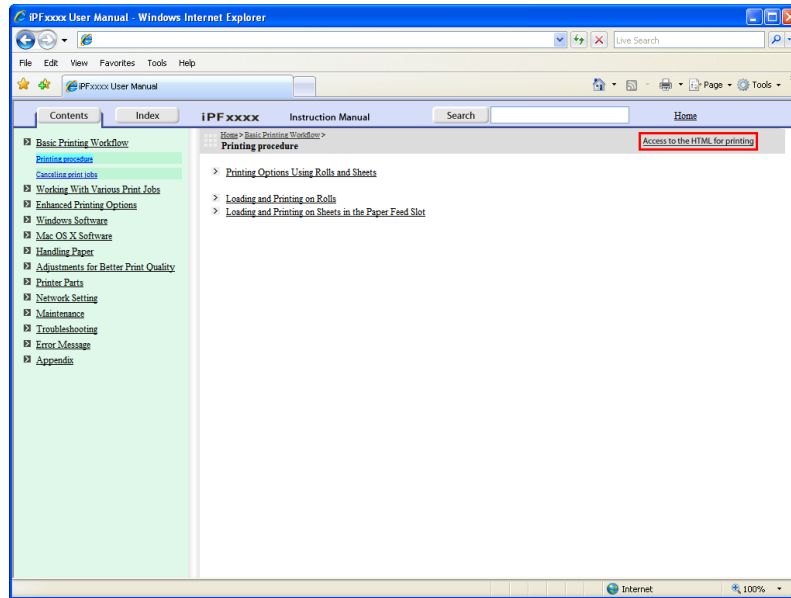 iPFxxxx User Manual - Windows Internet Explorer
Live Search
File Edit View Favorites Tools Help
iPFxxxx User Manual
Page Tools
Contents Index iPFxxxx Instruction Manual Search Home
Home > Basic Printing Workflow >
Printing procedure
Access to the HTML for printing
Basic Printing Workflow
Printing procedure
Canceling print jobs
Working With Various Print Jobs
Enhanced Printing Options
Windows Software
Mac OS X Software
Handling Paper
Adjustments for Better Print Quality
Printer Parts
Network Setting
Maintenance
Troubleshooting
Error Message
Appendix
Printing Options Using Rolls and Sheets
Loading and Printing on Rolls
Loading and Printing on Sheets in the Paper Feed Slot
Internet 100%